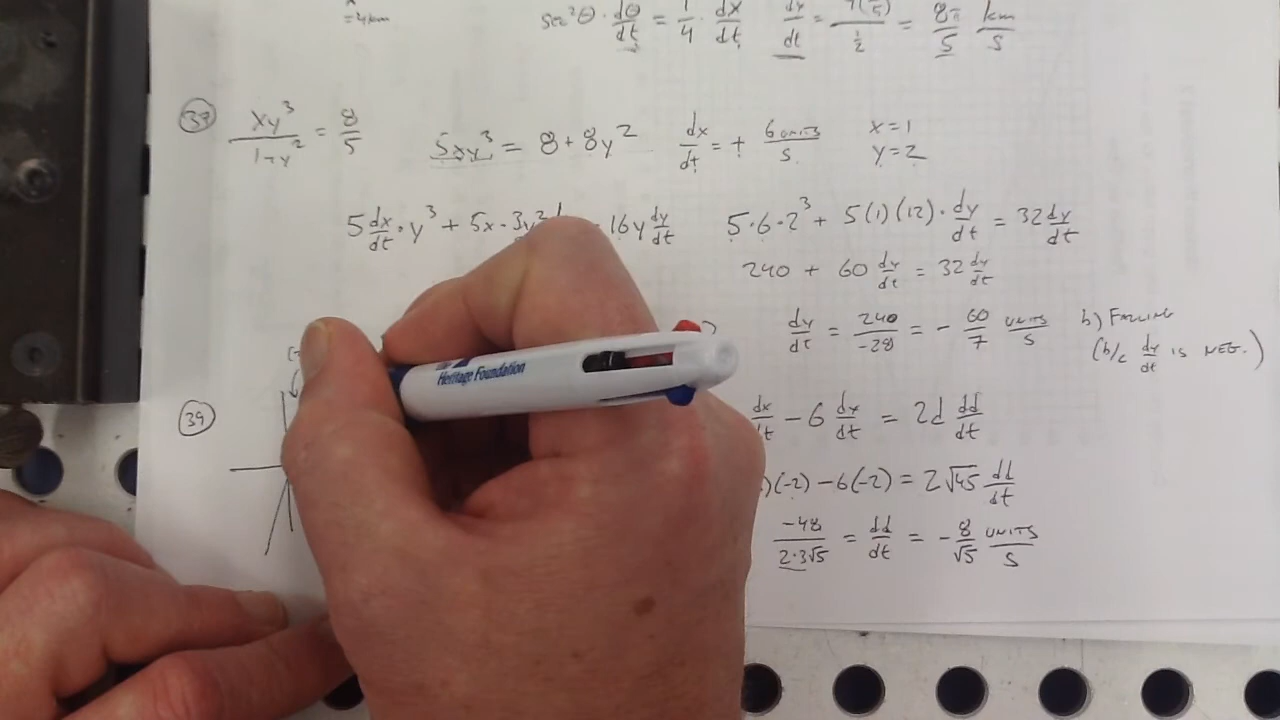 = 4km
sec²θ · dθ/dt = 1/4 · dx/dt
dx/dt = = 8π/5 km/s
37 xy³/1+y² = 8/5
5xy³ = 8 + 8y²
dx/dt = + 6 units/s
x = 1
y = 2
5 dx/dt · y³ + 5x · 3y² 16y dy/dt
5·6·2³ + 5(1)(12) · dy/dt = 32 dy/dt
240 + 60 dy/dt = 32 dy/dt
dy/dt = 240/-28 = - 60/7 units/s
b) FALLING
(b/c dy/dt IS NEG.)
39
dx/dt - 6 dx/dt = 2d dd/dt
)(-2) - 6(-2) = 2√45 dd/dt
-48/2·3√5 = dd/dt = - 8/√5 UNITS/S
Heritage Foundation